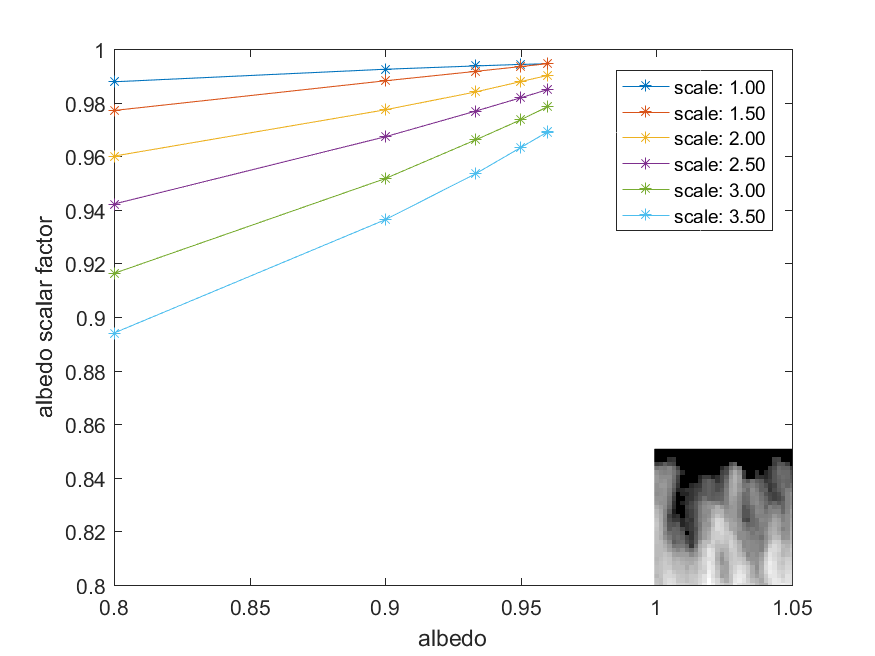 1
0.98
0.96
0.94
0.92
0.9
0.88
0.86
0.84
0.82
0.8
albedo scalar factor
scale: 1.00
scale: 1.50
scale: 2.00
scale: 2.50
scale: 3.00
scale: 3.50
0.8 0.85 0.9 0.95 1 1.05
albedo